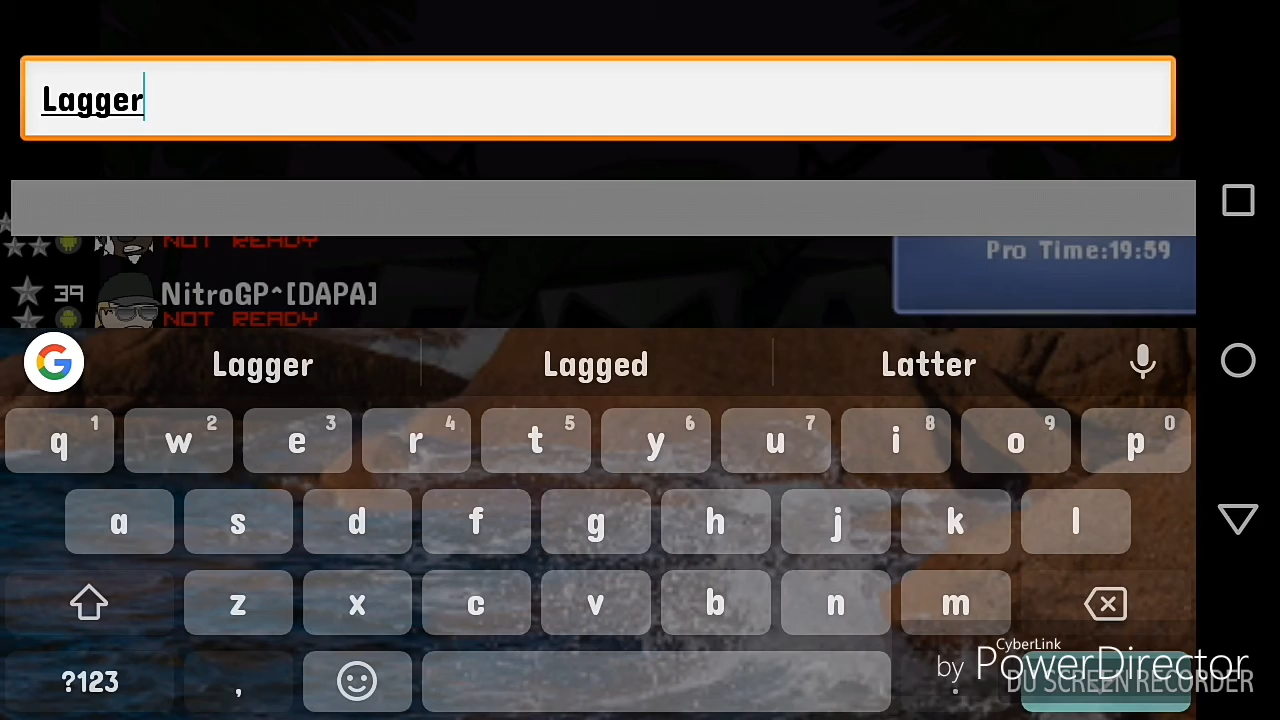 Lagger
NOT READY
Pro Time:19:59
39 NitroGP^[DAPA]
NOT READY
G Lagger Lagged Latter
q 1 w 2 e 3 r 4 t 5 y 6 u 7 i 8 o 9 p 0
a s d f g h j k l
z x c v b n m
?123 , .
CyberLink
by PowerDirector
DU SCREEN RECORDER